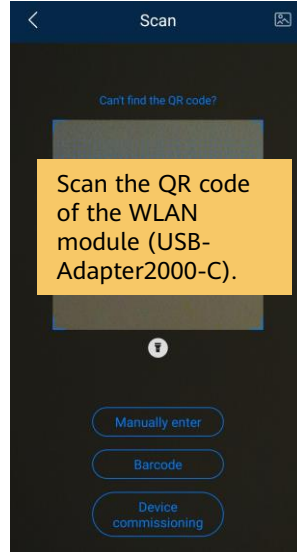 Scan
Can't find the QR code?
Scan the QR code
of the WLAN
module (USB-
Adapter2000-C).
Manually enter
Barcode
Device
commissioning